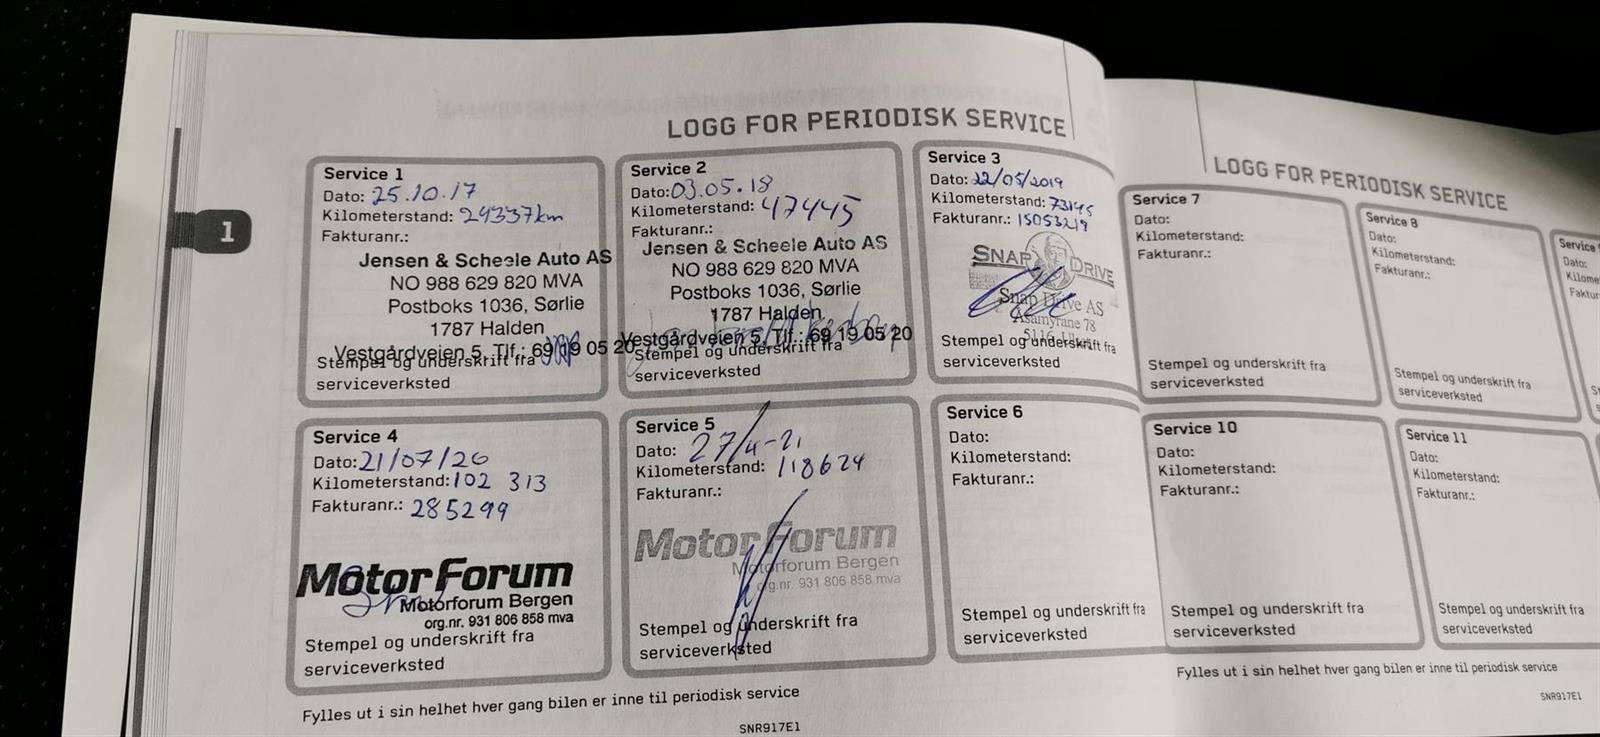 LOGG FOR PERIODISK SERVICE
1
Service 1
Dato: 25.10.17
Kilometerstand: 24337km
Fakturanr.:
Jensen & Scheele Auto AS
NO 988 629 820 MVA
Postboks 1036, Sørlie
1787 Halden
Vestgårdveien 5, Tlf.: 69 19 05 20
Stempel og underskrift fra
serviceverksted
Service 2
Dato: 03.05.18
Kilometerstand: 47445
Fakturanr.:
Jensen & Scheele Auto AS
NO 988 629 820 MVA
Postboks 1036, Sørlie
1787 Halden
Vestgårdveien 5, Tlf.: 69 19 05 20
Stempel og underskrift fra
serviceverksted
Service 3
Dato: 22/05/2019
Kilometerstand: 73145
Fakturanr.: 15053219
SNAP DRIVE
Snap Drive AS
Åsamyrane 78
5116
Stempel og underskrift fra
serviceverksted
Service 4
Dato: 21/07/20
Kilometerstand: 102 313
Fakturanr.: 285299
MotorForum
Motorforum Bergen
org.nr. 931 806 858 mva
Stempel og underskrift fra
serviceverksted
Service 5
Dato: 27/4-21
Kilometerstand: 118624
Fakturanr.:
MotorForum
Motorforum Bergen
org.nr. 931 806 858 mva
Stempel og underskrift fra
serviceverksted
Service 6
Dato:
Kilometerstand:
Fakturanr.:
Stempel og underskrift fra
serviceverksted
Fylles ut i sin helhet hver gang bilen er inne til periodisk service
SNR917E1
LOGG FOR PERIODISK SERVICE
Service 7
Dato:
Kilometerstand:
Fakturanr.:
Stempel og underskrift fra
serviceverksted
Service 8
Dato:
Kilometerstand:
Fakturanr.:
Stempel og underskrift fra
serviceverksted
Service
Dato:
Service 10
Dato:
Kilometerstand:
Fakturanr.:
Stempel og underskrift fra
serviceverksted
Service 11
Dato:
Kilometerstand:
Fakturanr.:
Stempel og underskrift fra
serviceverksted
Fylles ut i sin helhet hver gang bilen er inne til periodisk service
SNR917E1